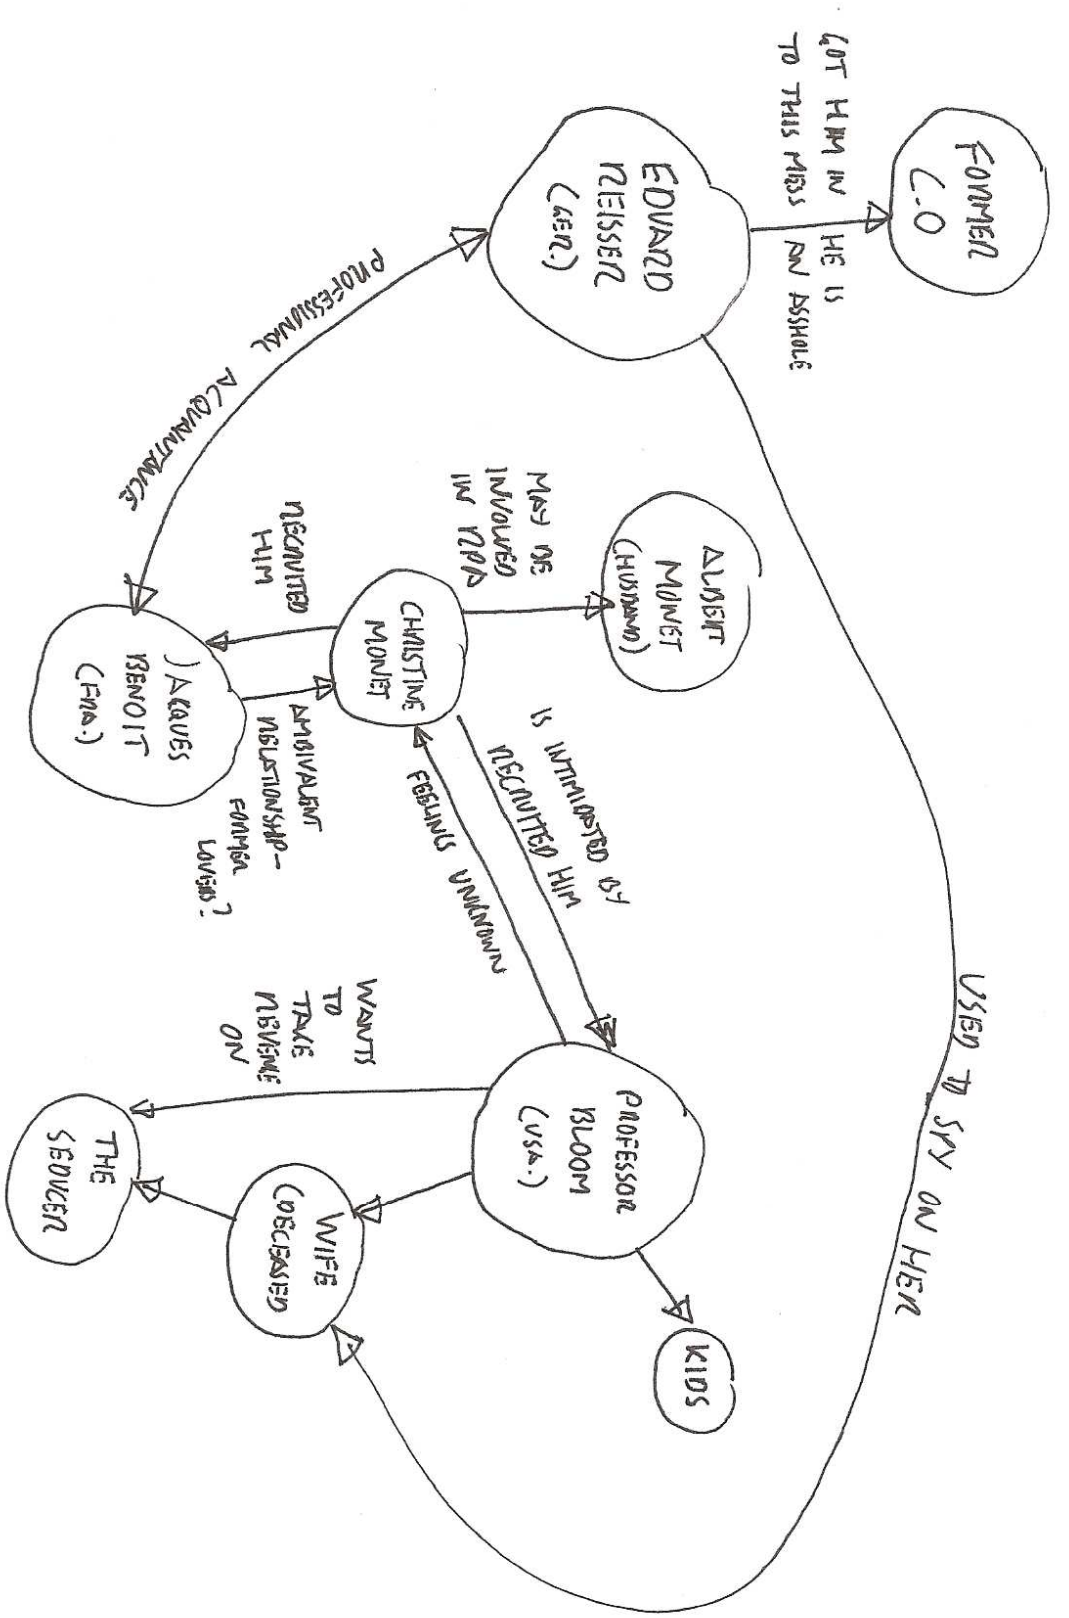 FORMER
C.O
GOT HIM IN
TO THIS MESS
HE IS
AN ASSHOLE
EDVARD
REISSER
(GER.)
USED TO SPY ON HER
PROFESSIONAL ACQUAINTANCE
ALBERT
MONET
(HUSBAND)
MAY BE
INVOLVED
IN
CHRISTINE
MONET
RECRUITED
HIM
JACQUES
BENOIT
(FRA.)
AMBIVALENT
RELATIONSHIP-
FORMER
LOVERS?
IS INTIMIDATED BY
RECRUITED HIM
FEELINGS UNKNOWN
PROFESSOR
BLOOM
(USA.)
WANTS
TO
TAKE
REVENGE
ON
KIDS
WIFE
(DECEASED
THE
SEDUCER